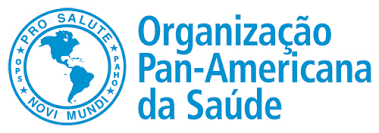 PRO SALUTE
OPS
PAHO
NOVI MUNDI
Organização
Pan-Americana
da Saúde